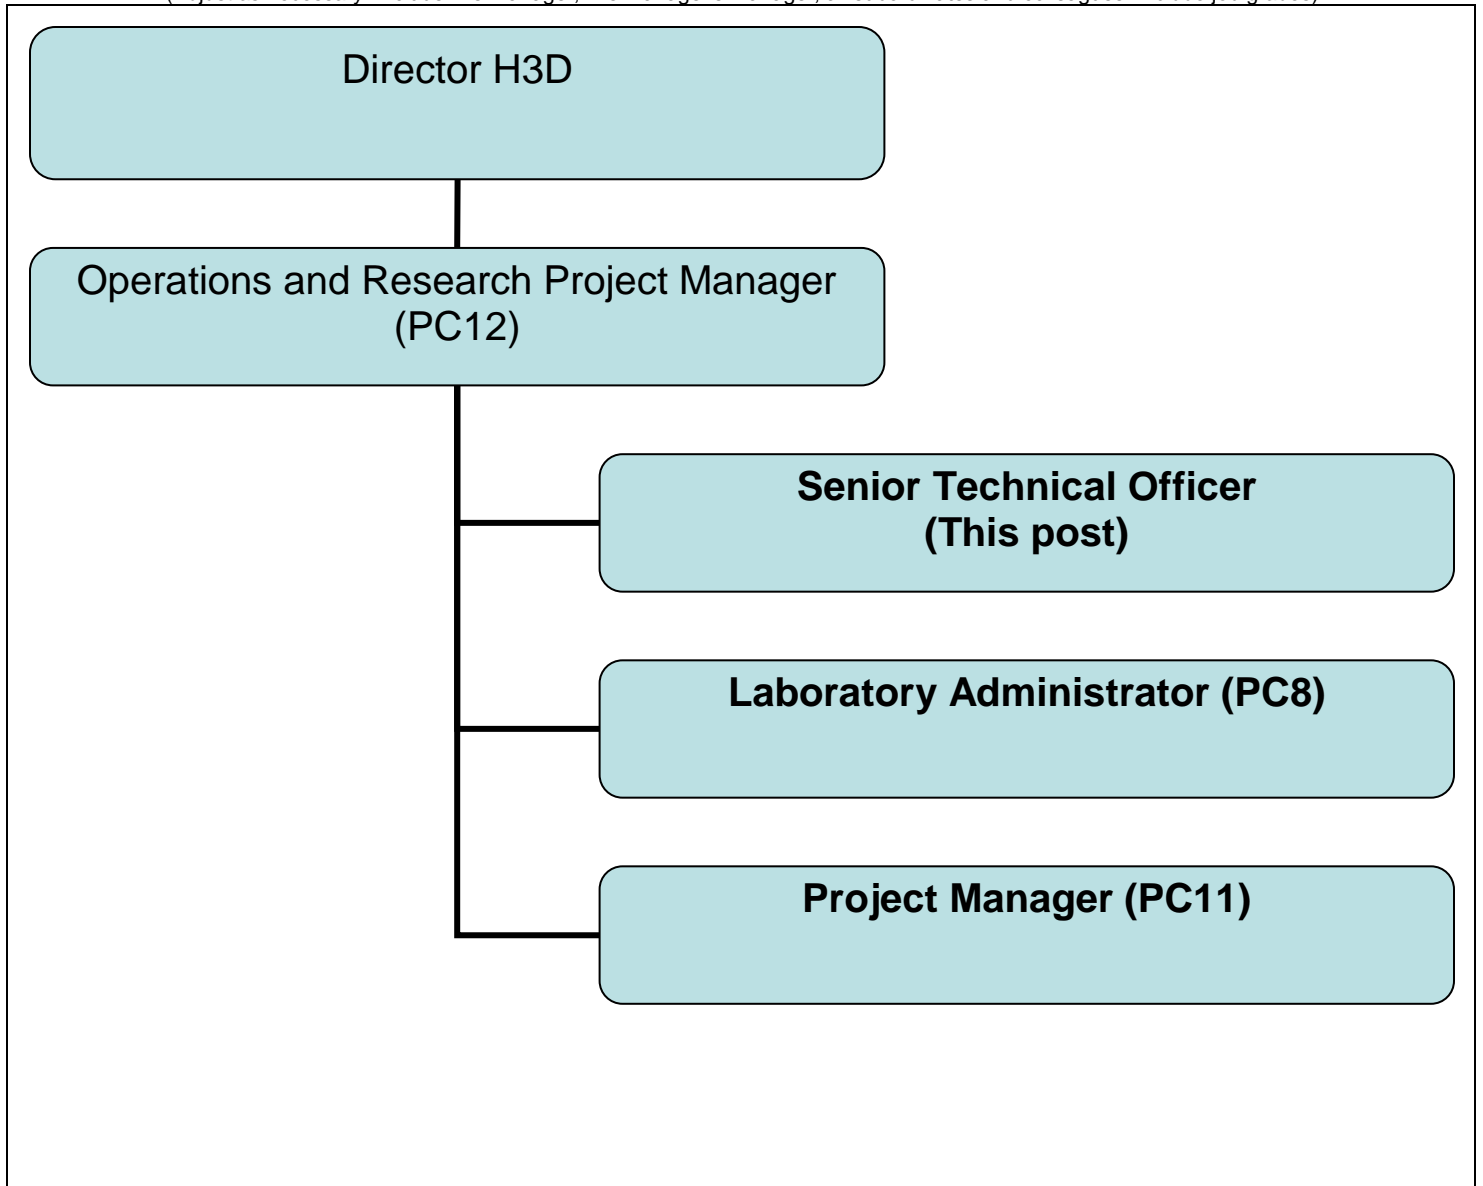 Director H3D
Operations and Research Project Manager
(PC12)
Senior Technical Officer
(This post)
Laboratory Administrator (PC8)
Project Manager (PC11)